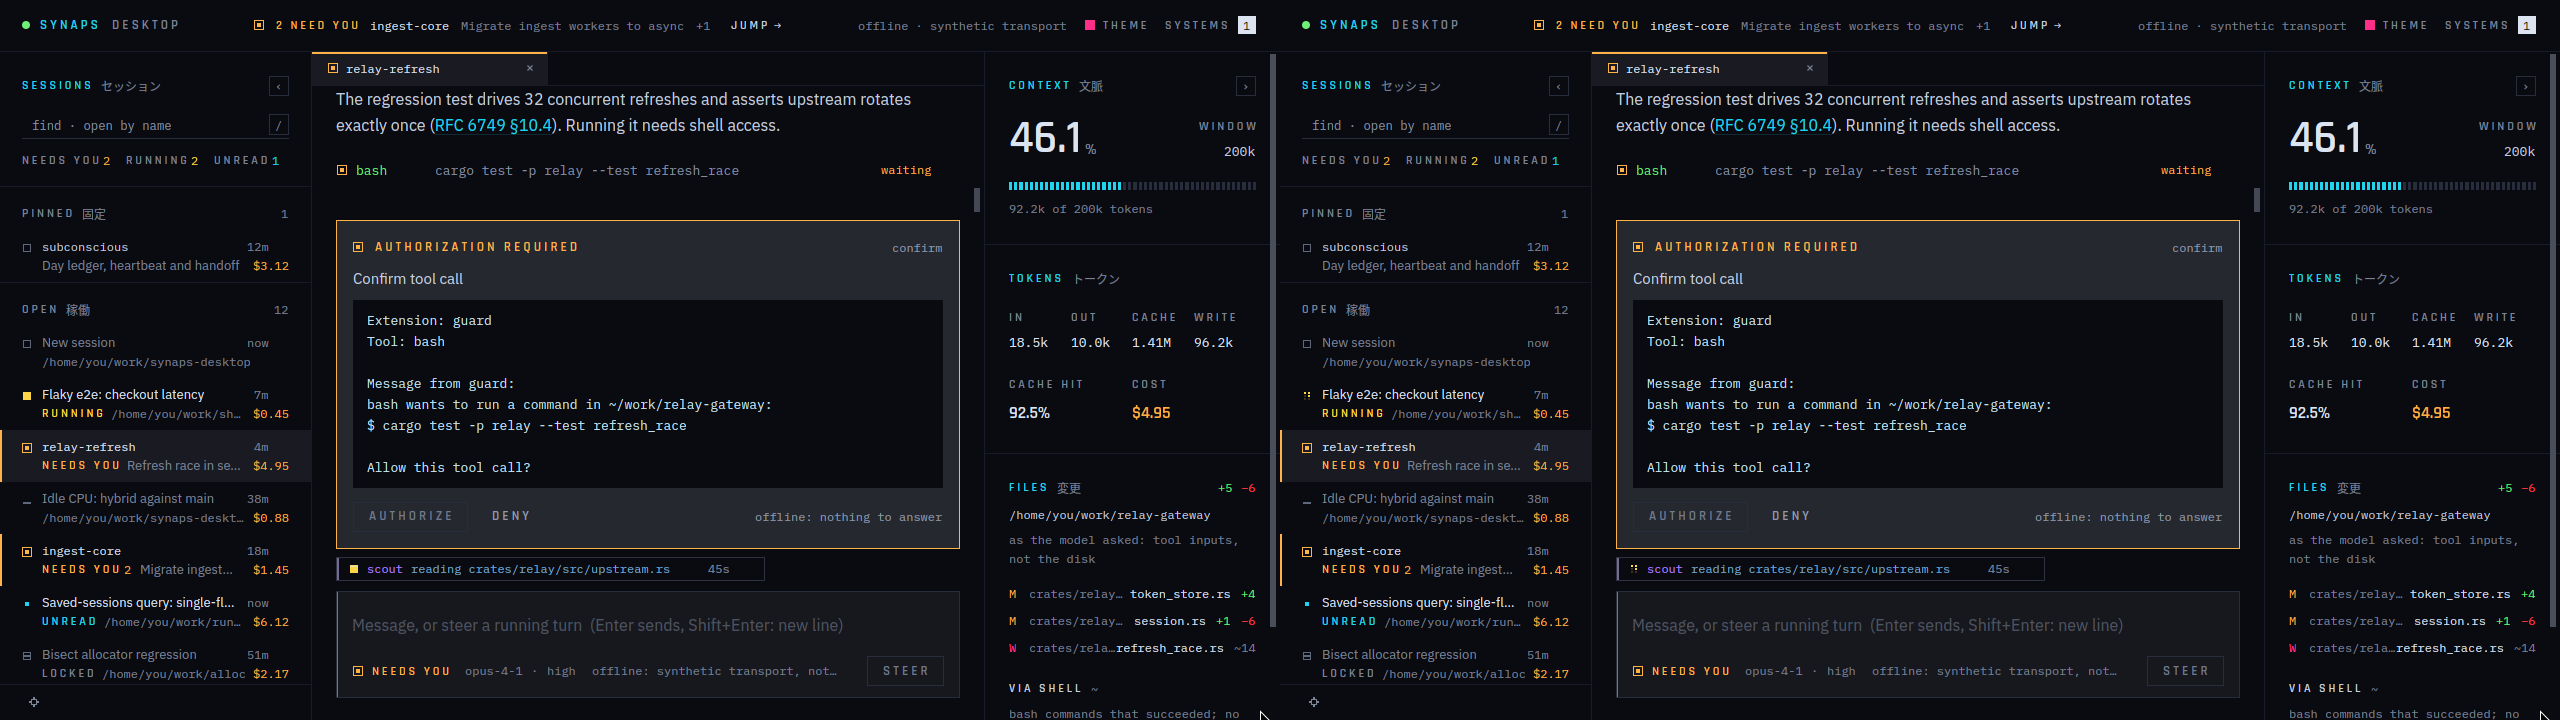 SYNAPS DESKTOP
2 NEED YOU ingest-core Migrate ingest workers to async +1 JUMP →
offline · synthetic transport THEME SYSTEMS 1
SESSIONS セッション ‹
find · open by name /
NEEDS YOU 2 RUNNING 2 UNREAD 1
PINNED 固定 1
subconscious 12m
Day ledger, heartbeat and handoff $3.12
OPEN 稼働 12
New session now
/home/you/work/synaps-desktop
Flaky e2e: checkout latency 7m
RUNNING /home/you/work/sh… $0.45
relay-refresh 4m
NEEDS YOU Refresh race in se… $4.95
Idle CPU: hybrid against main 38m
/home/you/work/synaps-deskt… $0.88
ingest-core 18m
NEEDS YOU 2 Migrate ingest… $1.45
Saved-sessions query: single-fl… now
UNREAD /home/you/work/run… $6.12
Bisect allocator regression 51m
LOCKED /home/you/work/alloc $2.17
relay-refresh ×
The regression test drives 32 concurrent refreshes and asserts upstream rotates
exactly once (RFC 6749 §10.4). Running it needs shell access.
bash cargo test -p relay --test refresh_race waiting
AUTHORIZATION REQUIRED confirm
Confirm tool call
Extension: guard
Tool: bash
Message from guard:
bash wants to run a command in ~/work/relay-gateway:
$ cargo test -p relay --test refresh_race
Allow this tool call?
AUTHORIZE DENY offline: nothing to answer
scout reading crates/relay/src/upstream.rs 45s
Message, or steer a running turn (Enter sends, Shift+Enter: new line)
NEEDS YOU opus-4-1 · high offline: synthetic transport, not… STEER
CONTEXT 文脈 ›
46.1% WINDOW
200k
92.2k of 200k tokens
TOKENS トークン
IN OUT CACHE WRITE
18.5k 10.0k 1.41M 96.2k
CACHE HIT COST
92.5% $4.95
FILES 変更 +5 −6
/home/you/work/relay-gateway
as the model asked: tool inputs,
not the disk
M crates/relay… token_store.rs +4
M crates/relay… session.rs +1 −6
W crates/rela…refresh_race.rs ~14
VIA SHELL ~
bash commands that succeeded; no
SYNAPS DESKTOP
2 NEED YOU ingest-core Migrate ingest workers to async +1 JUMP →
offline · synthetic transport THEME SYSTEMS 1
SESSIONS セッション ‹
find · open by name /
NEEDS YOU 2 RUNNING 2 UNREAD 1
PINNED 固定 1
subconscious 12m
Day ledger, heartbeat and handoff $3.12
OPEN 稼働 12
New session now
/home/you/work/synaps-desktop
Flaky e2e: checkout latency 7m
RUNNING /home/you/work/sh… $0.45
relay-refresh 4m
NEEDS YOU Refresh race in se… $4.95
Idle CPU: hybrid against main 38m
/home/you/work/synaps-deskt… $0.88
ingest-core 18m
NEEDS YOU 2 Migrate ingest… $1.45
Saved-sessions query: single-fl… now
UNREAD /home/you/work/run… $6.12
Bisect allocator regression 51m
LOCKED /home/you/work/alloc $2.17
relay-refresh ×
The regression test drives 32 concurrent refreshes and asserts upstream rotates
exactly once (RFC 6749 §10.4). Running it needs shell access.
bash cargo test -p relay --test refresh_race waiting
AUTHORIZATION REQUIRED confirm
Confirm tool call
Extension: guard
Tool: bash
Message from guard:
bash wants to run a command in ~/work/relay-gateway:
$ cargo test -p relay --test refresh_race
Allow this tool call?
AUTHORIZE DENY offline: nothing to answer
scout reading crates/relay/src/upstream.rs 45s
Message, or steer a running turn (Enter sends, Shift+Enter: new line)
NEEDS YOU opus-4-1 · high offline: synthetic transport, not… STEER
CONTEXT 文脈 ›
46.1% WINDOW
200k
92.2k of 200k tokens
TOKENS トークン
IN OUT CACHE WRITE
18.5k 10.0k 1.41M 96.2k
CACHE HIT COST
92.5% $4.95
FILES 変更 +5 −6
/home/you/work/relay-gateway
as the model asked: tool inputs,
not the disk
M crates/relay… token_store.rs +4
M crates/relay… session.rs +1 −6
W crates/rela…refresh_race.rs ~14
VIA SHELL ~
bash commands that succeeded; no